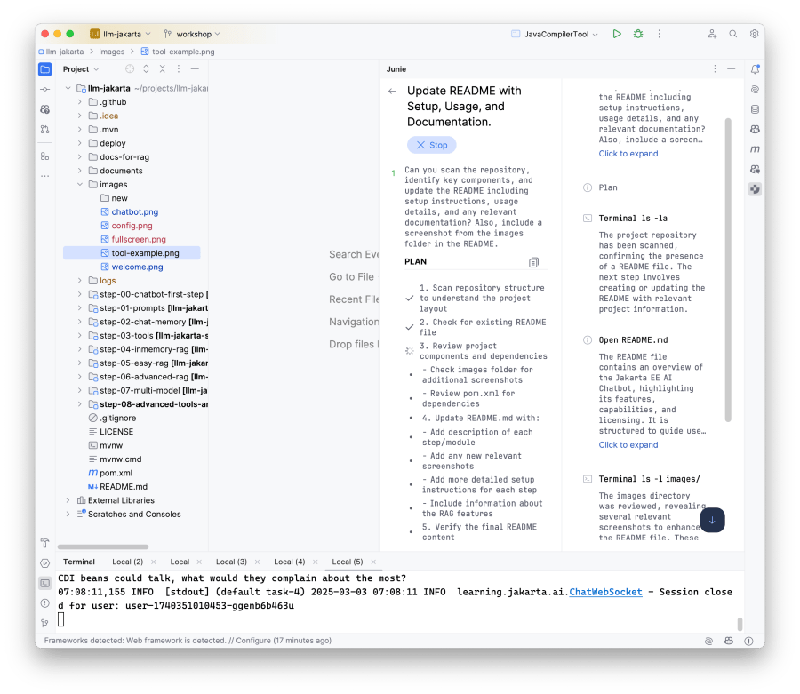 llm-jakarta
workshop
JavaCompilerTool
llm-jakarta
images
tool-example.png
Project
llm-jakarta ~/projects/llm-jakar
.github
.idea
.mvn
deploy
docs-for-rag
documents
images
new
chatbot.png
config.png
fullscreen.png
tool-example.png
welcome.png
logs
step-00-chatbot-first-step [
step-01-prompts [llm-jakart
step-02-chat-memory [llm-
step-03-tools [llm-jakarta-s
step-04-inmemory-rag [llm
step-05-easy-rag [llm-jakar
step-06-advanced-rag [llm-
step-07-multi-model [llm-ja
step-08-advanced-tools-ar
.gitignore
LICENSE
mvnw
mvnw.cmd
pom.xml
README.md
External Libraries
Scratches and Consoles
Search Eve
Go to File
Recent File
Navigation
Drop files
Junie
Update README with
Setup, Usage, and
Documentation.
Stop
1
Can you scan the repository,
identify key components, and
update the README including
setup instructions, usage
details, and any relevant
documentation? Also, include a
screenshot from the images
folder in the README.
PLAN
1. Scan repository structure
to understand the project
layout
2. Check for existing README
file
3. Review project
components and dependencies
- Check images folder for
additional screenshots
- Review pom.xml for
dependencies
4. Update README.md with:
- Add description of each
step/module
- Add any new relevant
screenshots
- Add more detailed setup
instructions for each step
- Include information about
the RAG features
5. Verify the final README
content
the README including
setup instructions,
usage details, and any
relevant documentation?
Also, include a screen…
Click to expand
Plan
Terminal ls -la
The project repository
has been scanned,
confirming the presence
of a README file. The
next step involves
creating or updating the
README with relevant
project information.
Open README.md
The README file
contains an overview of
the Jakarta EE AI
Chatbot, highlighting
its features,
capabilities, and
licensing. It is
structured to guide use…
Click to expand
Terminal ls -l images/
The images directory
was reviewed, revealing
several relevant
screenshots to enhance
the README file. These
Terminal
Local (2)
Local
Local (3)
Local (4)
Local (5)
CDI beans could talk, what would they complain about the most?
07:08:11,155 INFO [stdout] (default task-4) 2025-03-03 07:08:11 INFO learning.jakarta.ai.ChatWebSocket - Session close
d for user: user-1740351010453-ggemb6b463u
Frameworks detected: Web framework is detected. // Configure (17 minutes ago)